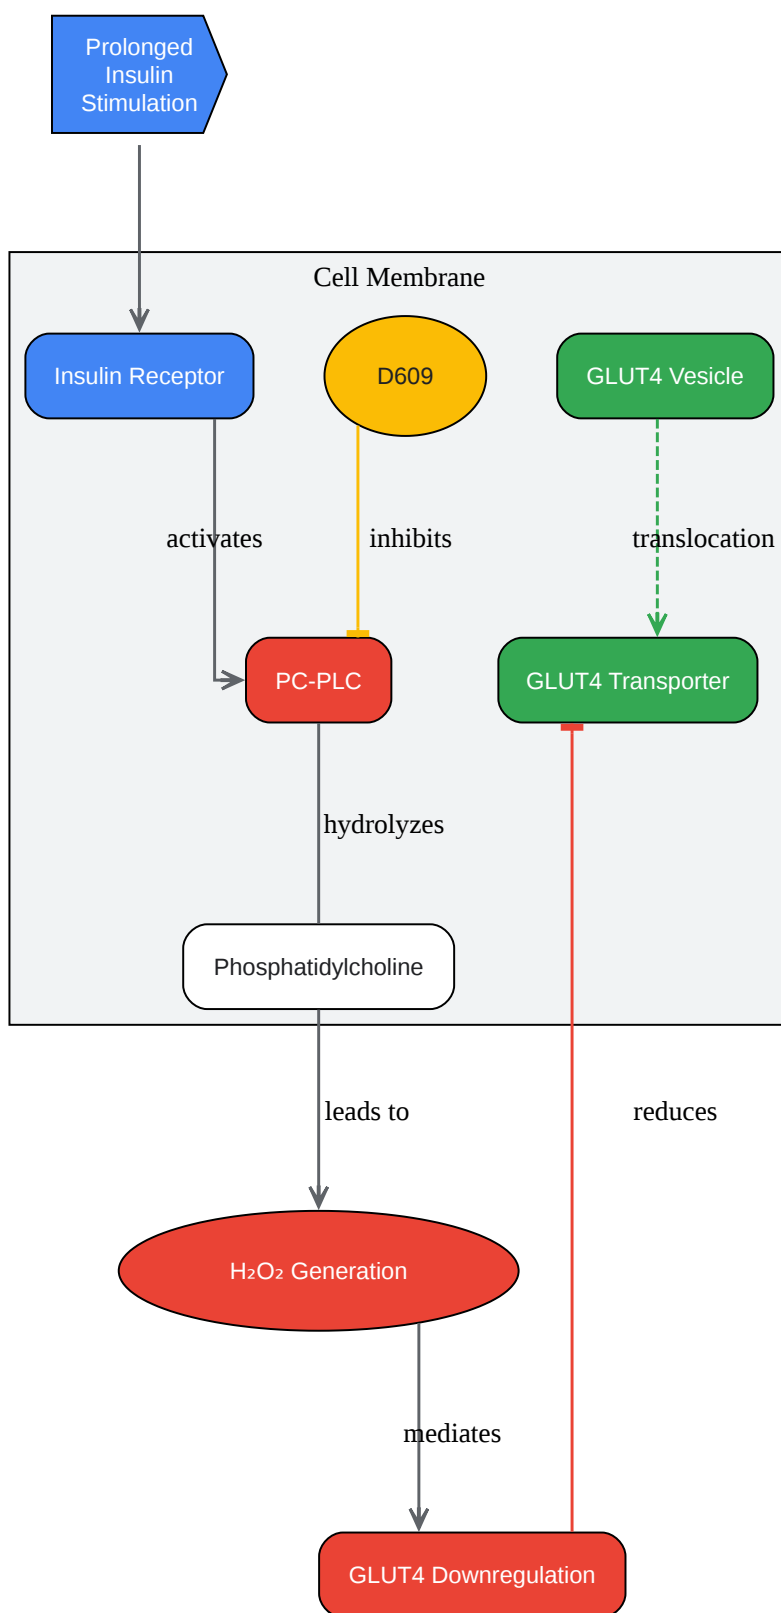 Prolonged
Insulin
Stimulation
Cell Membrane
Insulin Receptor
D609
GLUT4 Vesicle
activates
inhibits
translocation
PC-PLC
GLUT4 Transporter
hydrolyzes
Phosphatidylcholine
leads to
reduces
H₂O₂ Generation
mediates
GLUT4 Downregulation